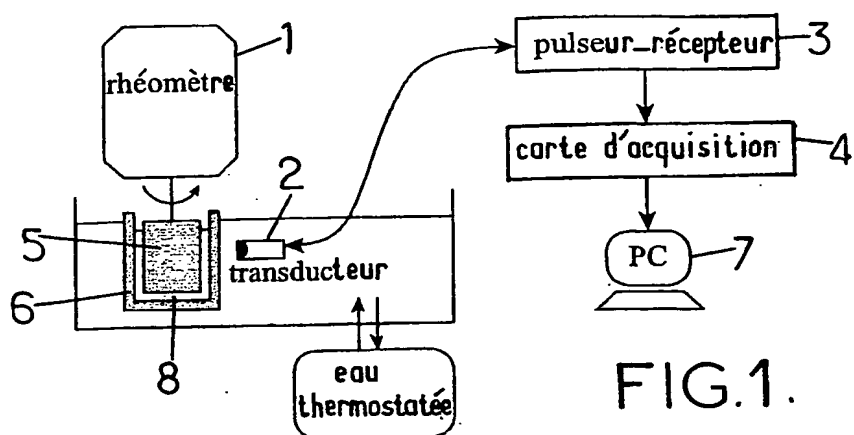 1
rhéomètre
pulseur_récepteur
3
carte d'acquisition
4
2
5
transducteur
6
PC
7
8
eau
thermostatée
FIG.1.